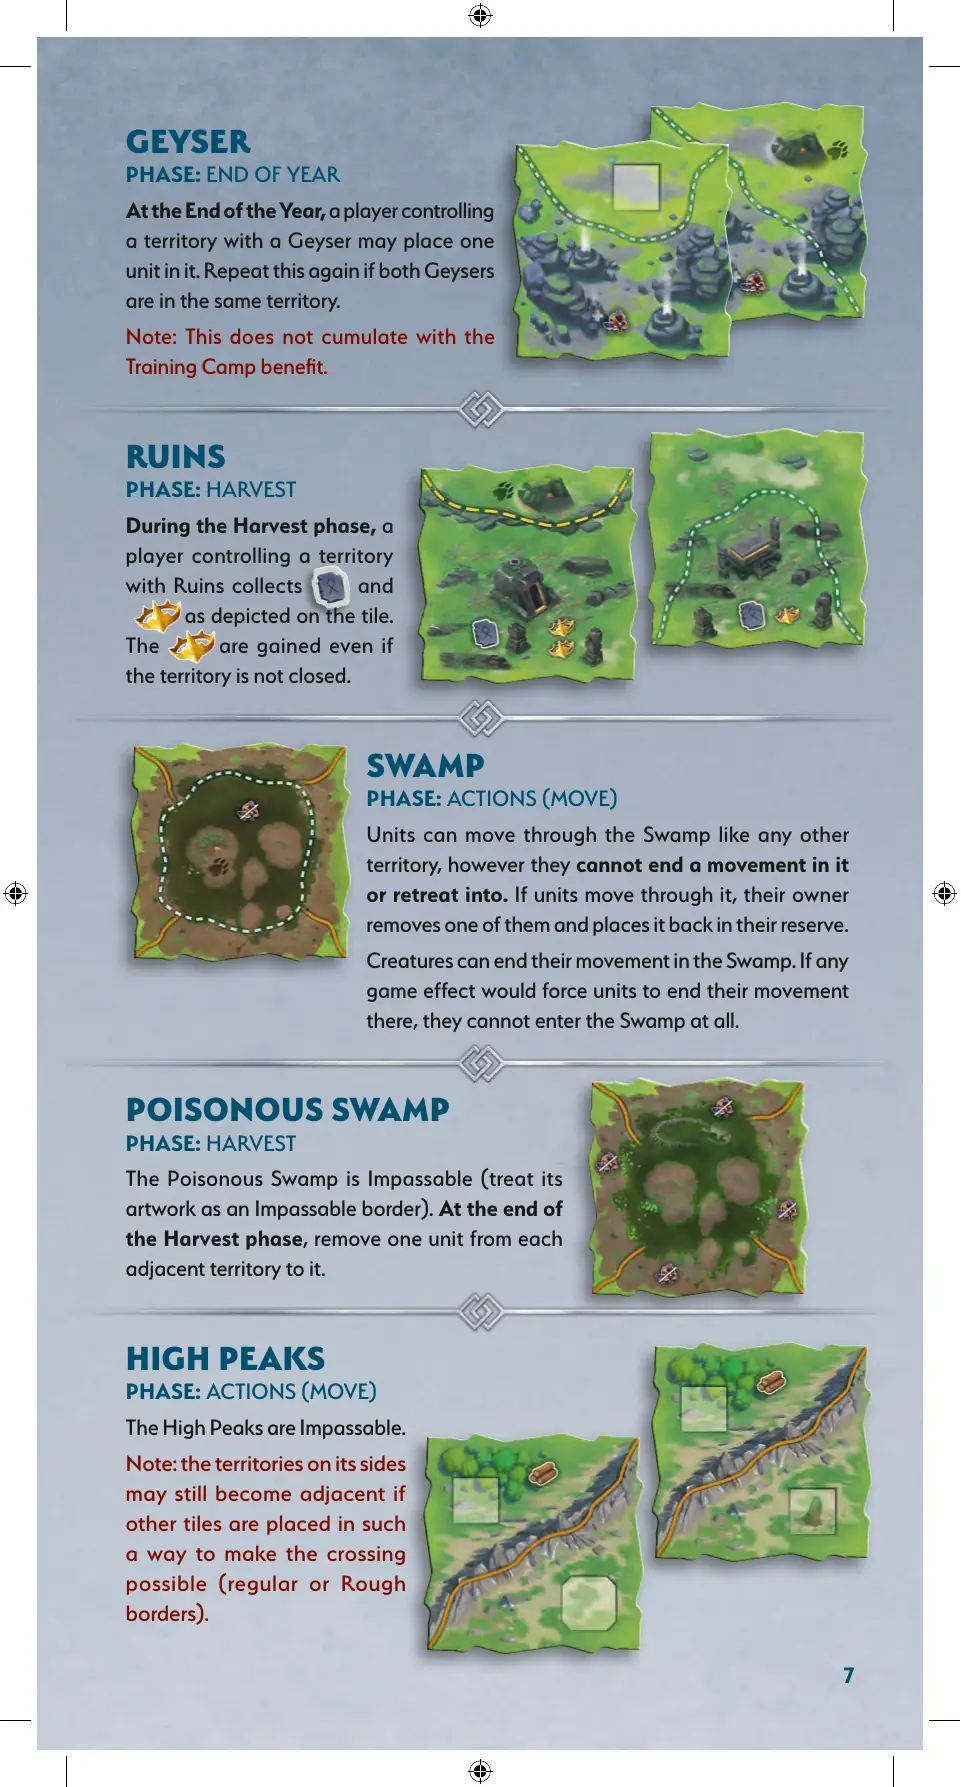 GEYSER
PHASE: END OF YEAR
At the End of the Year, a player controlling
a territory with a Geyser may place one
unit in it. Repeat this again if both Geysers
are in the same territory.
Note: This does not cumulate with the
Training Camp benefit.
RUINS
PHASE: HARVEST
During the Harvest phase, a
player controlling a territory
with Ruins collects and
as depicted on the tile.
The are gained even if
the territory is not closed.
SWAMP
PHASE: ACTIONS (MOVE)
Units can move through the Swamp like any other
territory, however they cannot end a movement in it
or retreat into. If units move through it, their owner
removes one of them and places it back in their reserve.
Creatures can end their movement in the Swamp. If any
game effect would force units to end their movement
there, they cannot enter the Swamp at all.
POISONOUS SWAMP
PHASE: HARVEST
The Poisonous Swamp is Impassable (treat its
artwork as an Impassable border). At the end of
the Harvest phase, remove one unit from each
adjacent territory to it.
HIGH PEAKS
PHASE: ACTIONS (MOVE)
The High Peaks are Impassable.
Note: the territories on its sides
may still become adjacent if
other tiles are placed in such
a way to make the crossing
possible (regular or Rough
borders).
7